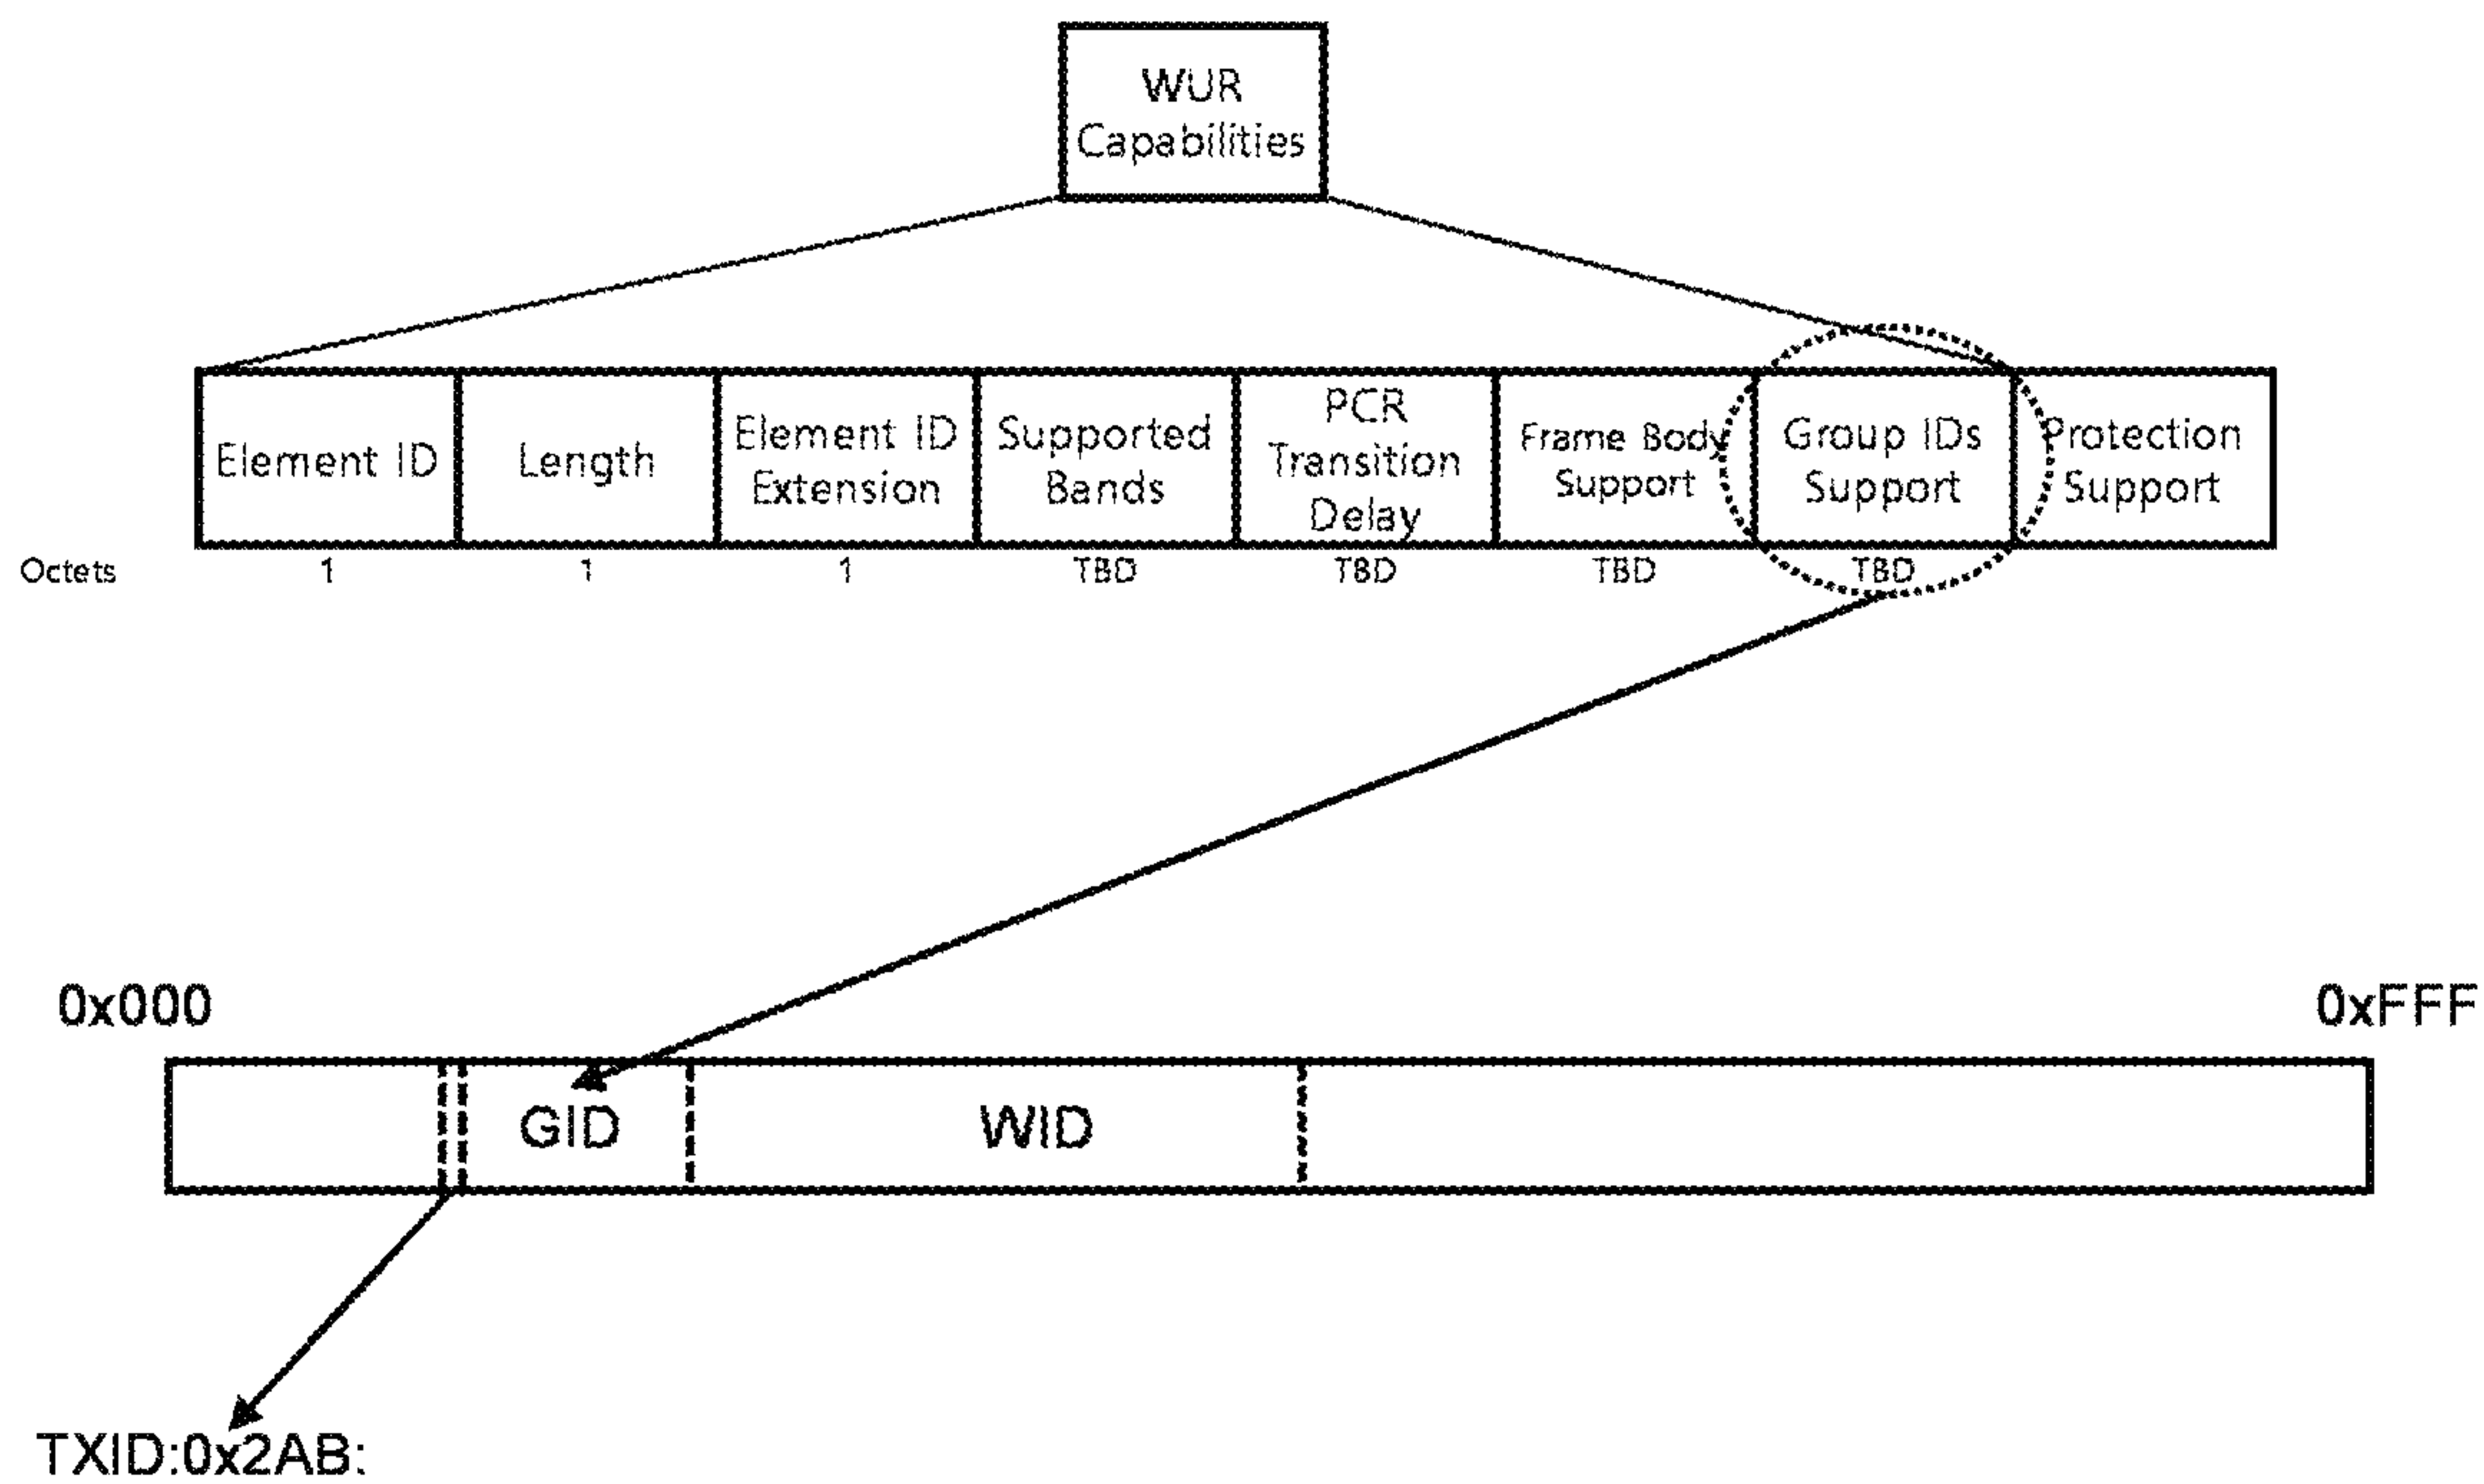 WUR
Capabilities
Element ID
Length
Element ID
Extension
Supported
Bands
PCR
Transition
Delay
Frame Body
Support
Group IDs
Support
Protection
Support
Octets
1
1
1
TBD
TBD
TBD
TBD
0x000
0xFFF
GID
WID
TXID:0x2AB;